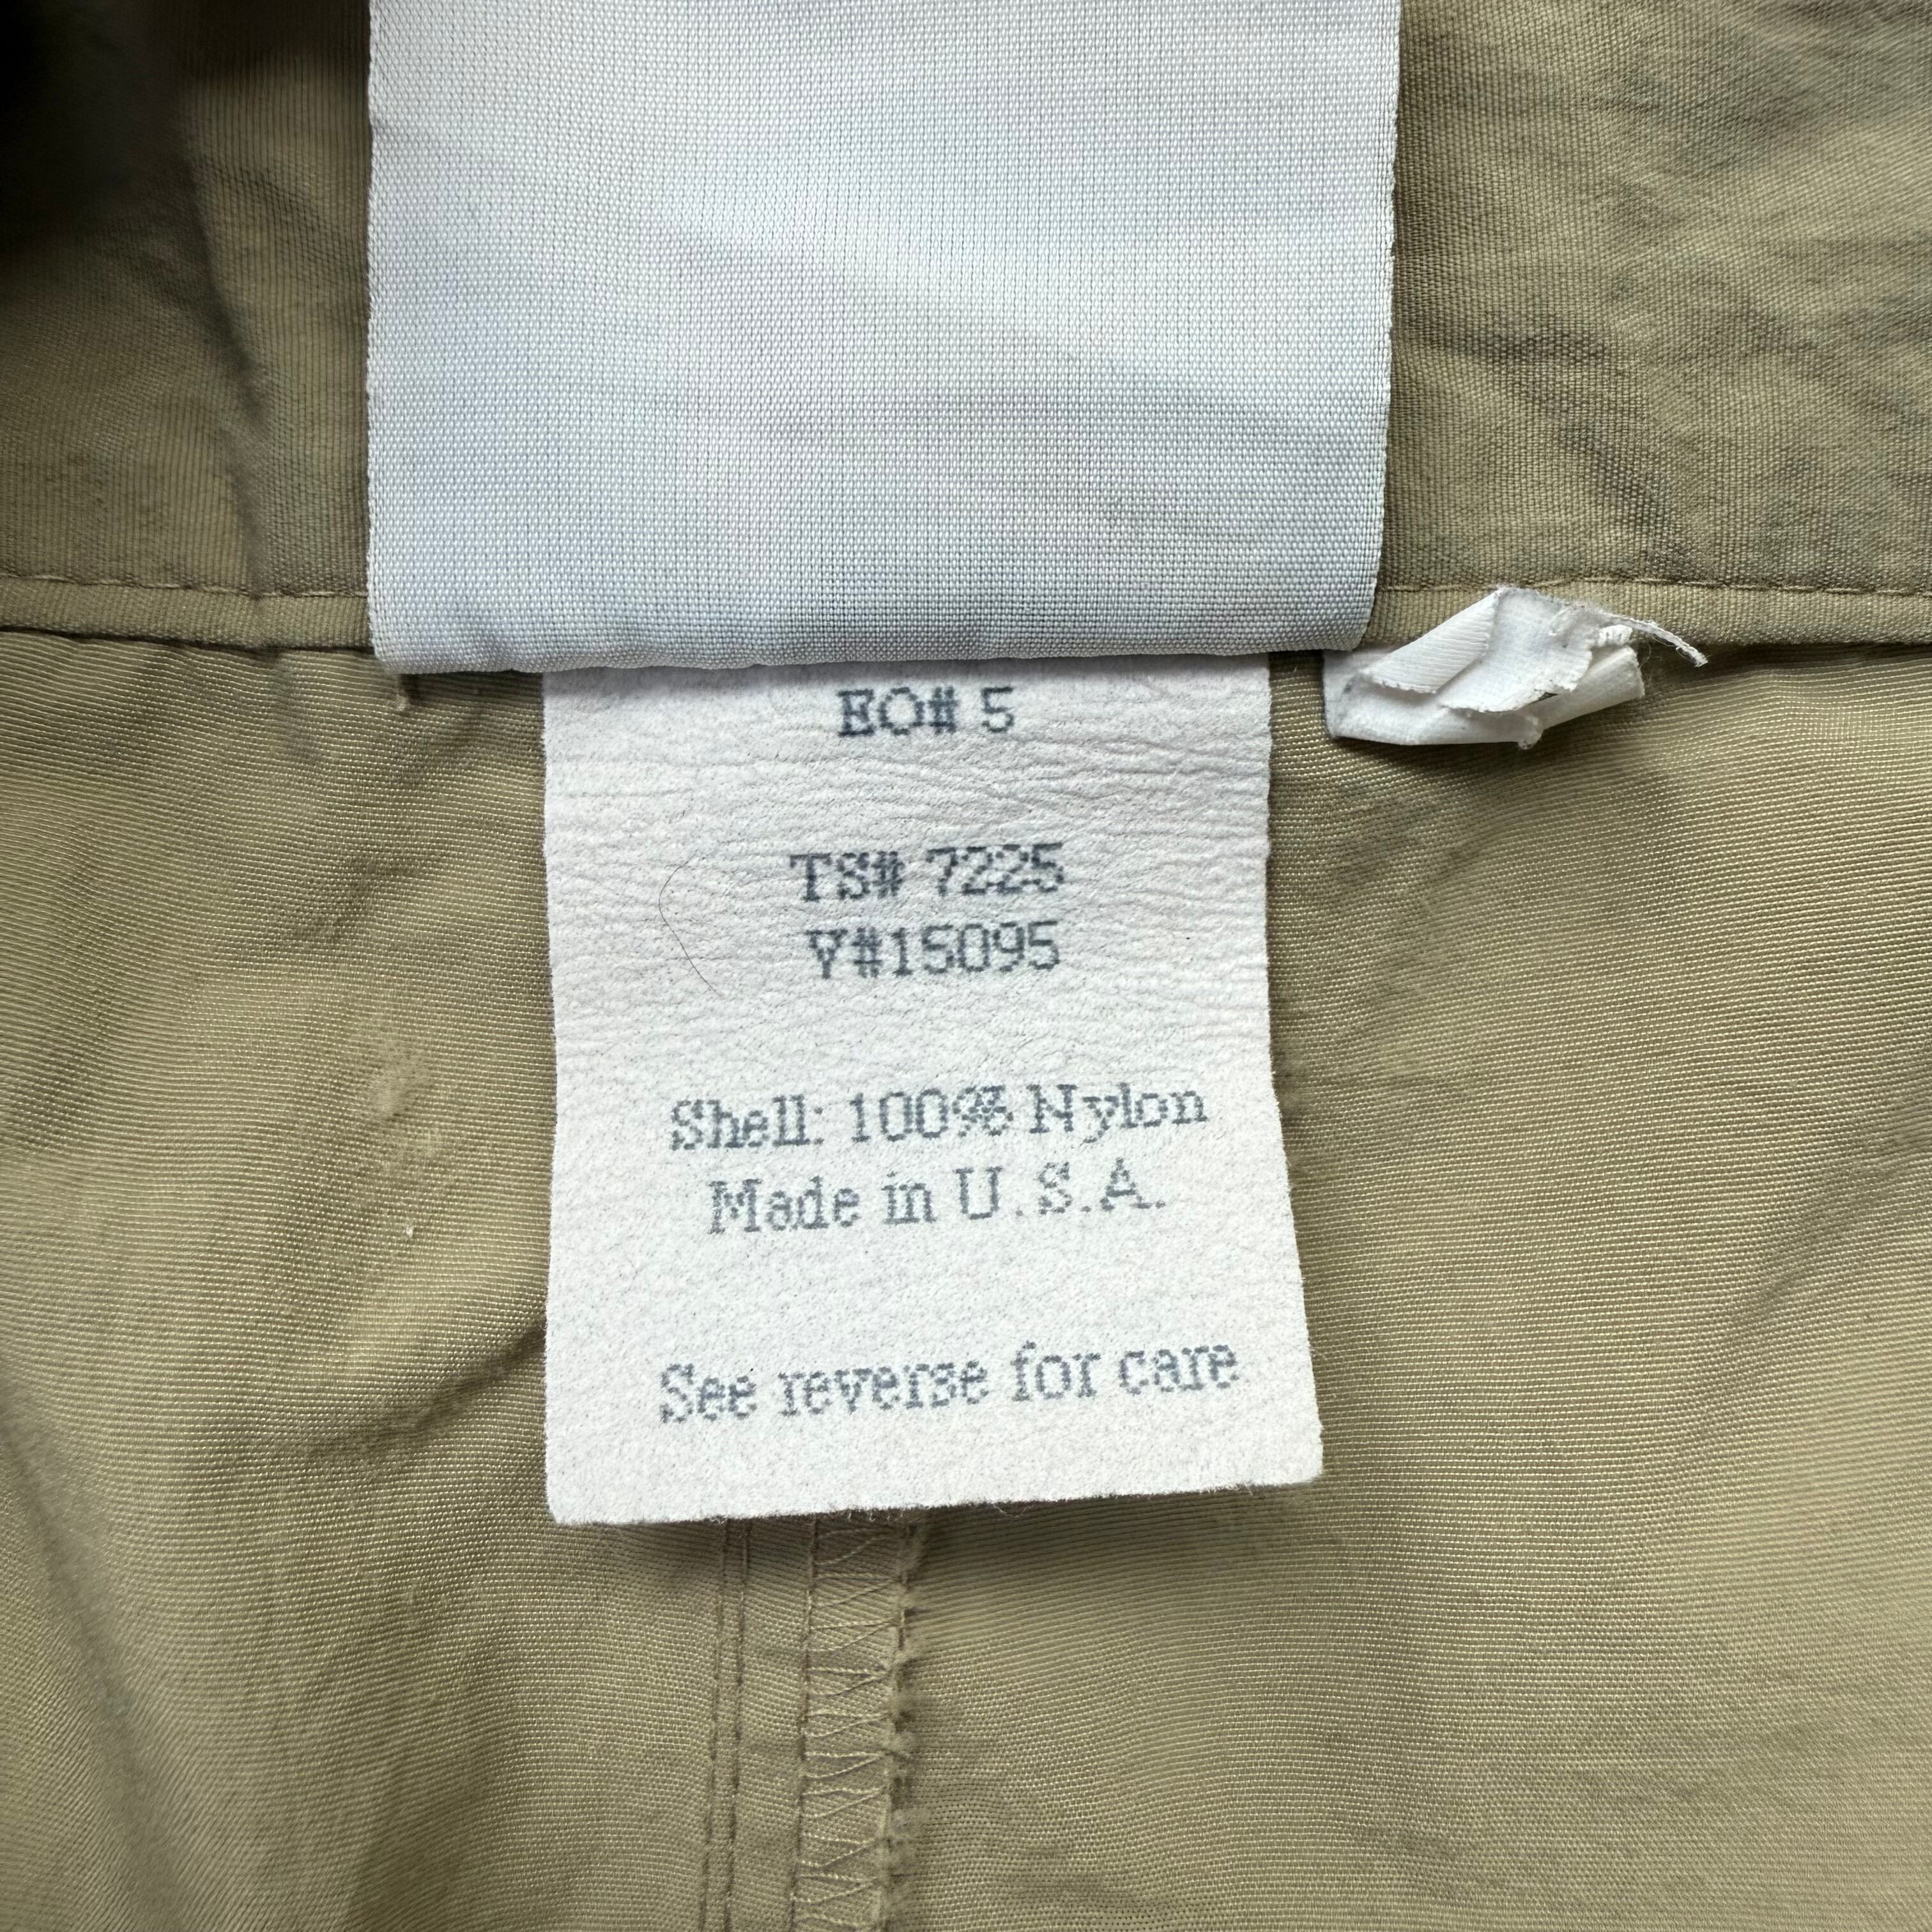 EO# 5
TS# 7225
V#15095
Shell: 100% Nylon
Made in U.S.A.
See reverse for care